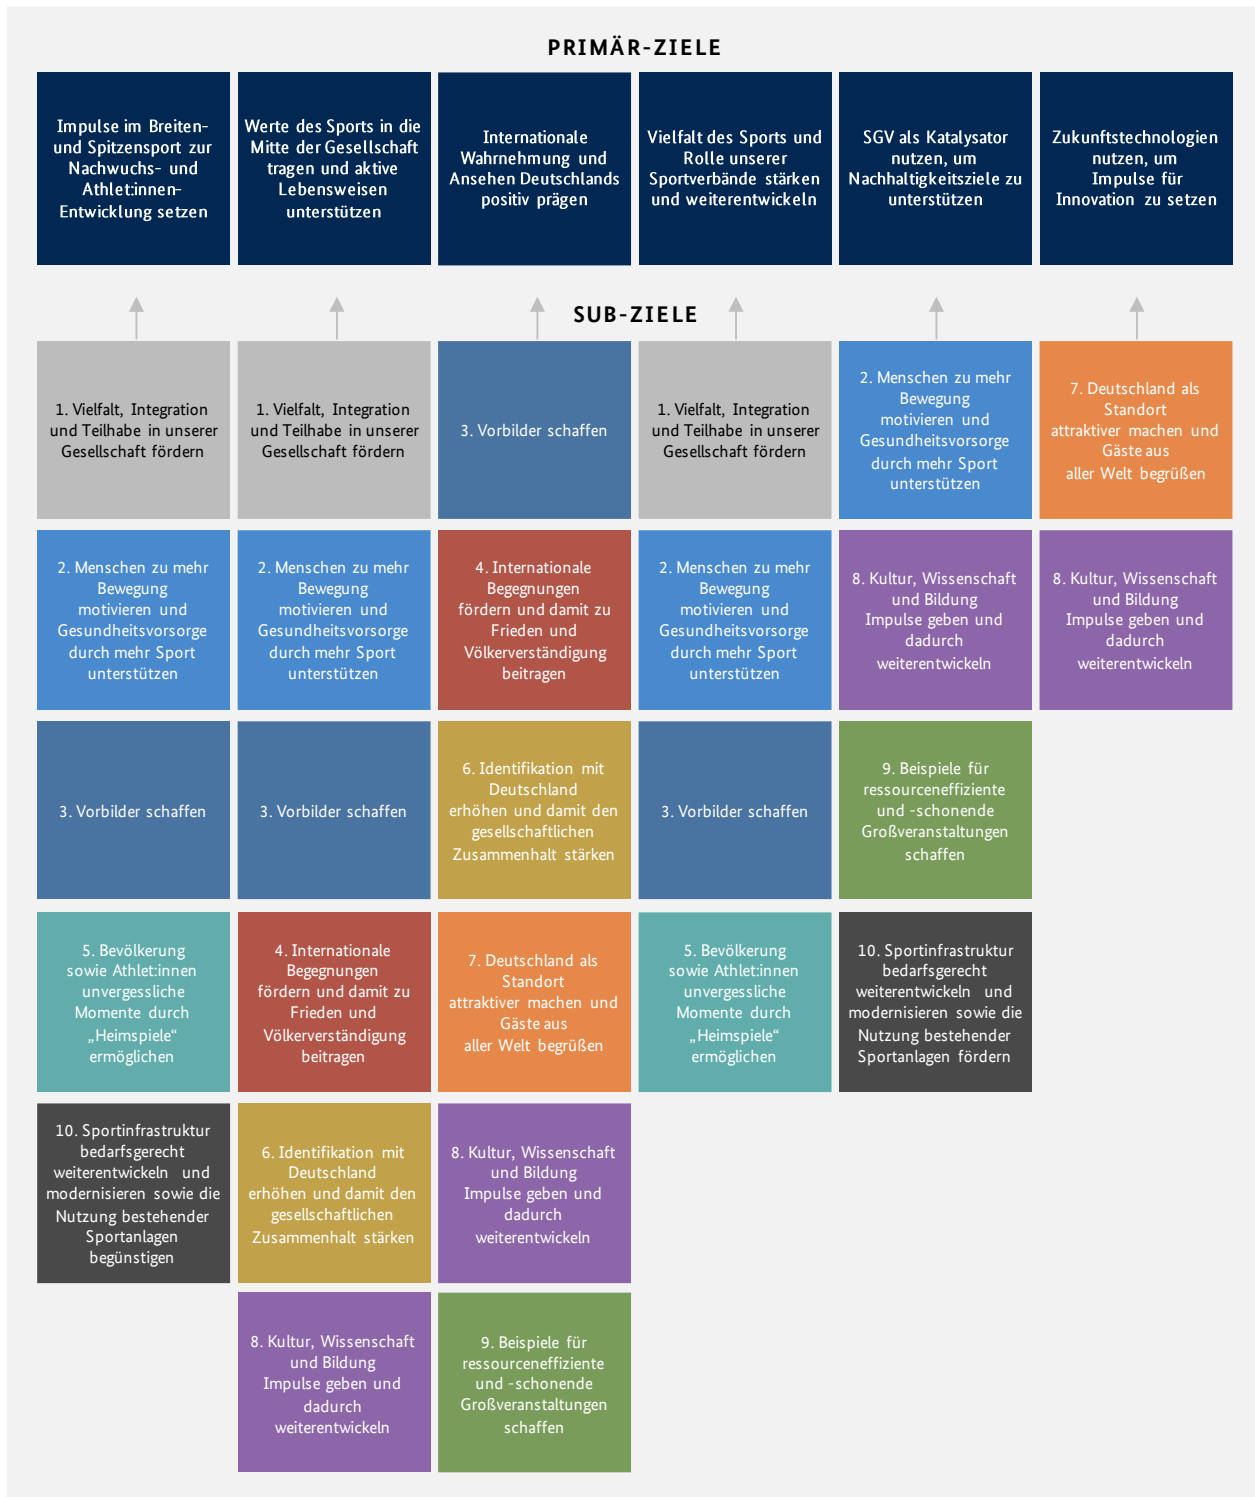 PRIMÄR-ZIELE
Impulse im Breiten-
und Spitzensport zur
Nachwuchs- und
Athlet:innen-
Entwicklung setzen
Werte des Sports in die
Mitte der Gesellschaft
tragen und aktive
Lebensweisen
unterstützen
Internationale
Wahrnehmung und
Ansehen Deutschlands
positiv prägen
Vielfalt des Sports und
Rolle unserer
Sportverbände stärken
und weiterentwickeln
SGV als Katalysator
nutzen, um
Nachhaltigkeitsziele zu
unterstützen
Zukunftstechnologien
nutzen, um
Impulse für
Innovation zu setzen
SUB-ZIELE
1. Vielfalt, Integration
und Teilhabe in unserer
Gesellschaft fördern
1. Vielfalt, Integration
und Teilhabe in unserer
Gesellschaft fördern
3. Vorbilder schaffen
1. Vielfalt, Integration
und Teilhabe in unserer
Gesellschaft fördern
2. Menschen zu mehr
Bewegung
motivieren und
Gesundheitsvorsorge
durch mehr Sport
unterstützen
7. Deutschland als
Standort
attraktiver machen und
Gäste aus
aller Welt begrüßen
2. Menschen zu mehr
Bewegung
motivieren und
Gesundheitsvorsorge
durch mehr Sport
unterstützen
2. Menschen zu mehr
Bewegung
motivieren und
Gesundheitsvorsorge
durch mehr Sport
unterstützen
4. Internationale
Begegnungen
fördern und damit zu
Frieden und
Völkerverständigung
beitragen
2. Menschen zu mehr
Bewegung
motivieren und
Gesundheitsvorsorge
durch mehr Sport
unterstützen
8. Kultur, Wissenschaft
und Bildung
Impulse geben und
dadurch
weiterentwickeln
8. Kultur, Wissenschaft
und Bildung
Impulse geben und
dadurch
weiterentwickeln
3. Vorbilder schaffen
3. Vorbilder schaffen
6. Identifikation mit
Deutschland
erhöhen und damit den
gesellschaftlichen
Zusammenhalt stärken
3. Vorbilder schaffen
9. Beispiele für
ressourceneffiziente
und -schonende
Großveranstaltungen
schaffen
5. Bevölkerung
sowie Athlet:innen
unvergessliche
Momente durch
„Heimspiele“
ermöglichen
4. Internationale
Begegnungen
fördern und damit zu
Frieden und
Völkerverständigung
beitragen
7. Deutschland als
Standort
attraktiver machen und
Gäste aus
aller Welt begrüßen
5. Bevölkerung
sowie Athlet:innen
unvergessliche
Momente durch
„Heimspiele“
ermöglichen
10. Sportinfrastruktur
bedarfsgerecht
weiterentwickeln und
modernisieren sowie die
Nutzung bestehender
Sportanlagen fördern
10. Sportinfrastruktur
bedarfsgerecht
weiterentwickeln und
modernisieren sowie die
Nutzung bestehender
Sportanlagen
begünstigen
6. Identifikation mit
Deutschland
erhöhen und damit den
gesellschaftlichen
Zusammenhalt stärken
8. Kultur, Wissenschaft
und Bildung
Impulse geben und
dadurch
weiterentwickeln
8. Kultur, Wissenschaft
und Bildung
Impulse geben und
dadurch
weiterentwickeln
9. Beispiele für
ressourceneffiziente
und -schonende
Großveranstaltungen
schaffen